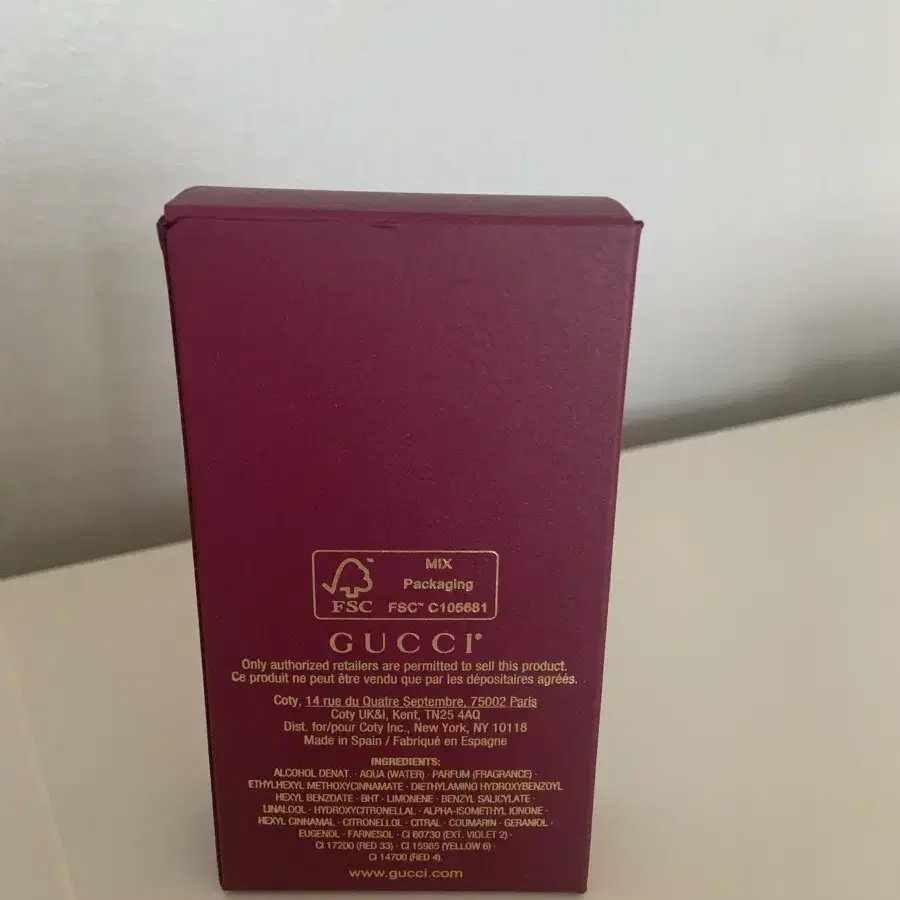 MIX
Packaging
FSC™ FSC™ C105681
GUCCI®
Only authorized retailers are permitted to sell this product.
Ce produit ne peut être vendu que par les dépositaires agréés.
Coty, 14 rue du Quatre Septembre, 75002 Paris
Coty UK&I, Kent, TN25 4AQ
Dist. for/pour Coty Inc., New York, NY 10118
Made in Spain / Fabriqué en Espagne
INGREDIENTS:
ALCOHOL DENAT. · AQUA (WATER) · PARFUM (FRAGRANCE) ·
ETHYLHEXYL METHOXYCINNAMATE · DIETHYLAMINO HYDROXYBENZOYL
HEXYL BENZOATE · BHT · LIMONENE · BENZYL SALICYLATE ·
LINALOOL · HYDROXYCITRONELLAL · ALPHA-ISOMETHYL IONONE ·
HEXYL CINNAMAL · CITRONELLOL · CITRAL · COUMARIN · GERANIOL ·
EUGENOL · FARNESOL · CI 60730 (EXT. VIOLET 2) ·
CI 17200 (RED 33) · CI 15985 (YELLOW 6) ·
CI 14700 (RED 4).
www.gucci.com